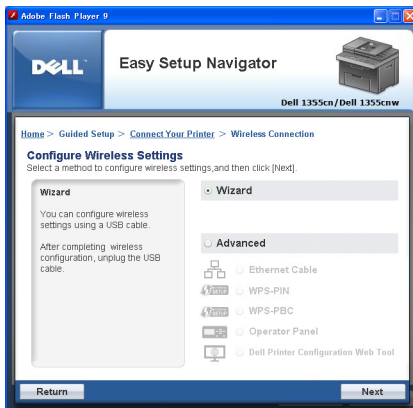 Adobe Flash Player 9
DELL
Easy Setup Navigator
Dell 1355cn/Dell 1355cnw
Home > Guided Setup > Connect Your Printer > Wireless Connection
Configure Wireless Settings
Select a method to configure wireless settings,and then click [Next].
Wizard
You can configure wireless
settings using a USB cable.
After completing wireless
configuration, unplug the USB
cable.
Wizard
Advanced
Ethernet Cable
WPS-PIN
WPS-PBC
Operator Panel
Dell Printer Configuration Web Tool
Return
Next